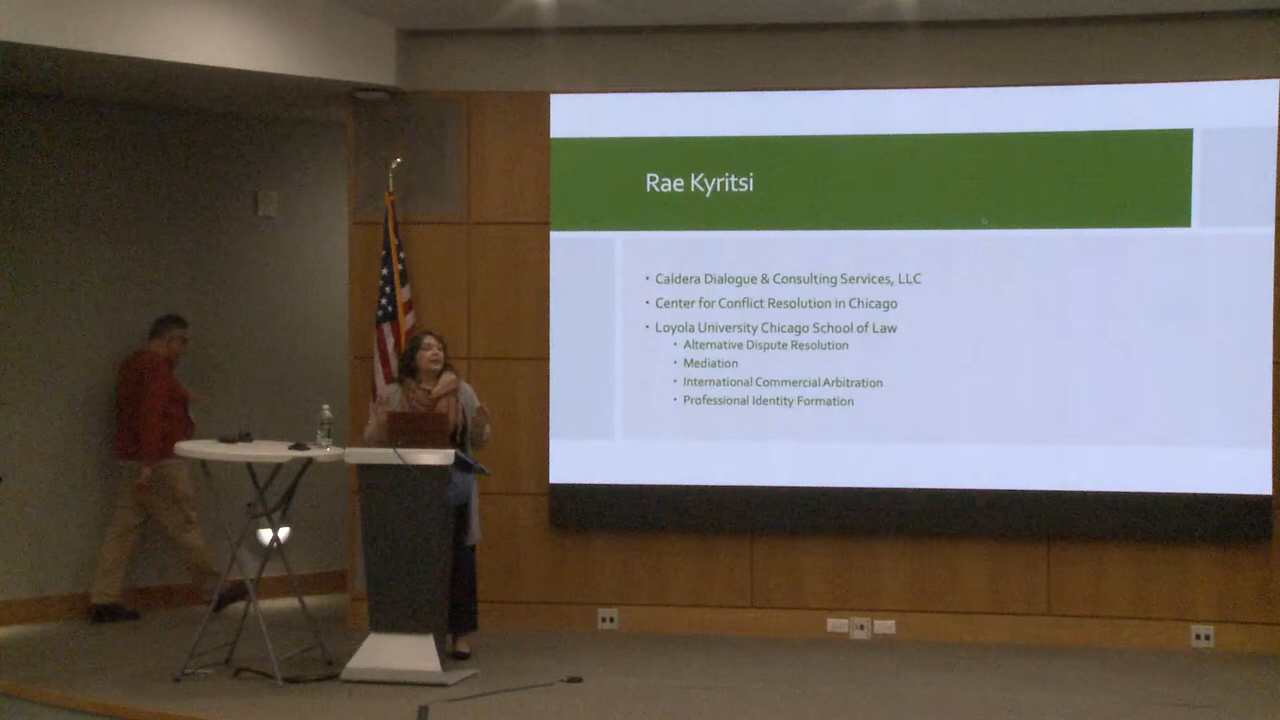 Rae Kyritsi
• Caldera Dialogue & Consulting Services, LLC
• Center for Conflict Resolution in Chicago
• Loyola University Chicago School of Law
• Alternative Dispute Resolution
• Mediation
• International Commercial Arbitration
• Professional Identity Formation